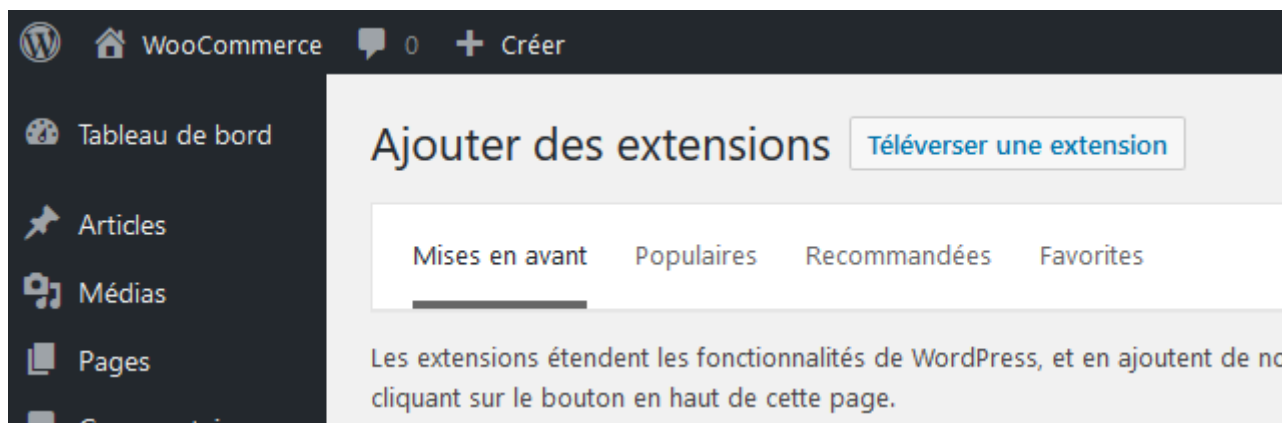 WooCommerce 0 + Créer
Tableau de bord
Ajouter des extensions Téléverser une extension
Articles
Mises en avant Populaires Recommandées Favorites
Médias
Pages
Les extensions étendent les fonctionnalités de WordPress, et en ajoutent de
cliquant sur le bouton en haut de cette page.